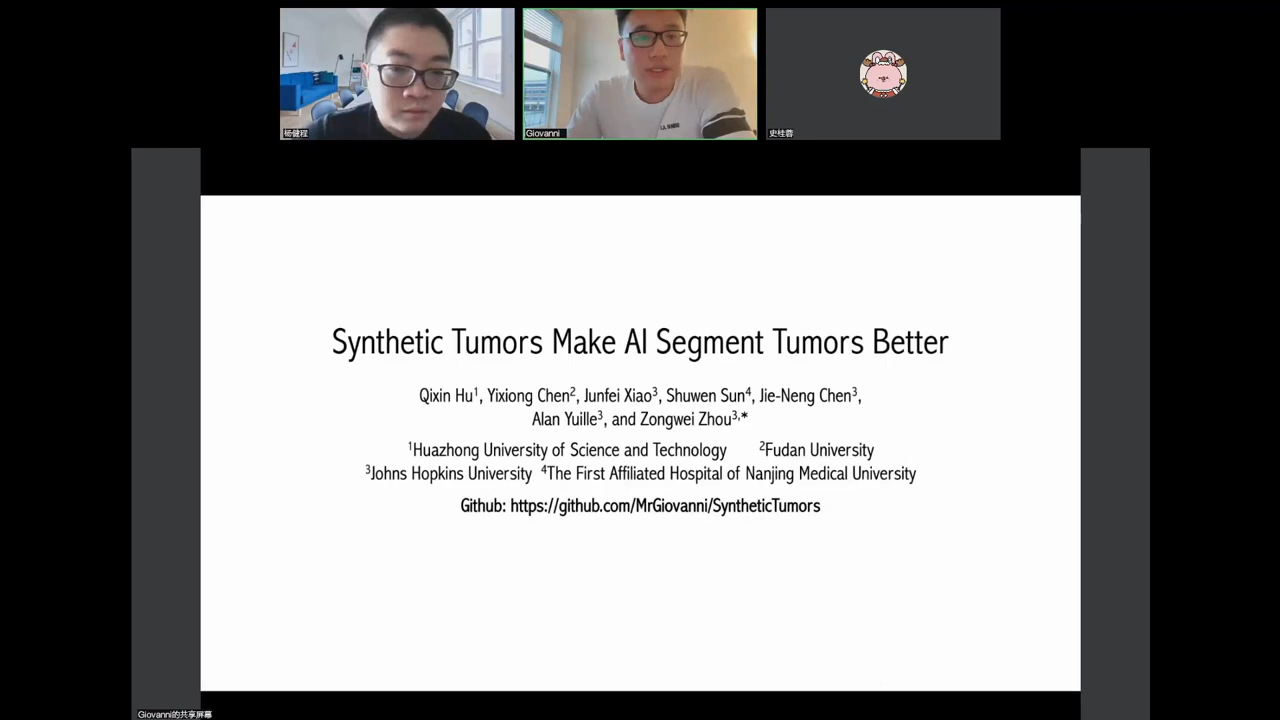 杨健程
Giovanni
史桂蓉
Synthetic Tumors Make AI Segment Tumors Better
Qixin Hu1, Yixiong Chen2, Junfei Xiao3, Shuwen Sun4, Jie-Neng Chen3,
Alan Yuille3, and Zongwei Zhou3,*
1Huazhong University of Science and Technology 2Fudan University
3Johns Hopkins University 4The First Affiliated Hospital of Nanjing Medical University
Github: https://github.com/MrGiovanni/SyntheticTumors
Giovanni的共享屏幕